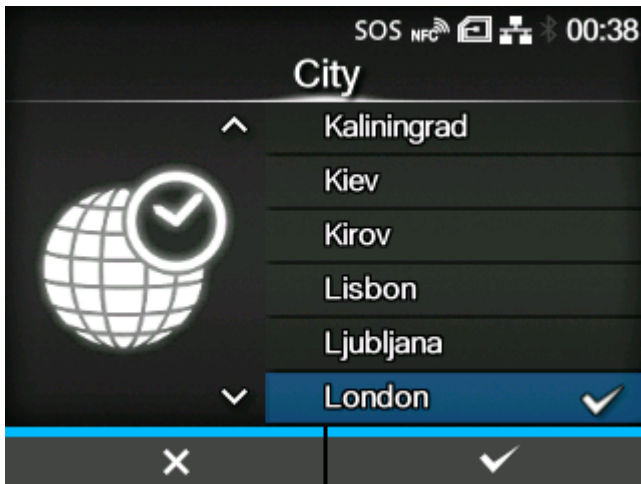 SOS NFC 00:38
City
Kaliningrad
Kiev
Kirov
Lisbon
Ljubljana
London